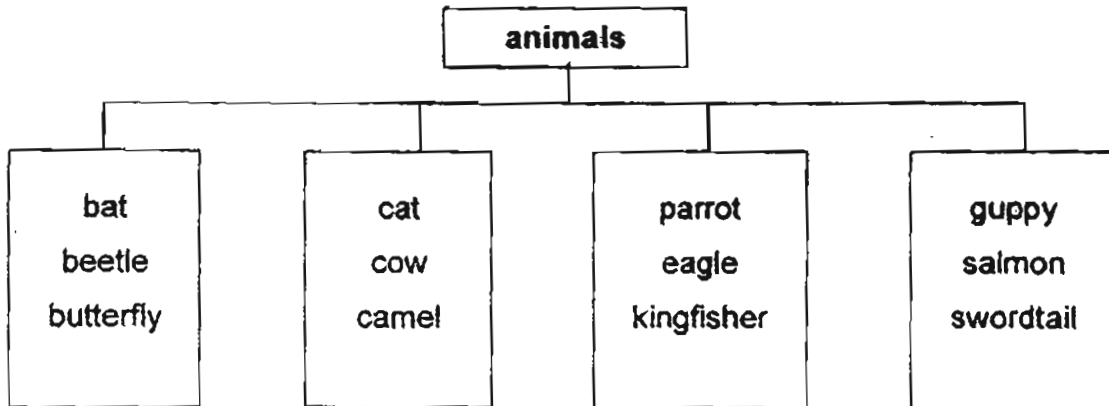 animals
bat
beetle
butterfly
cat
cow
camel
parrot
eagle
kingfisher
guppy
salmon
swordtail